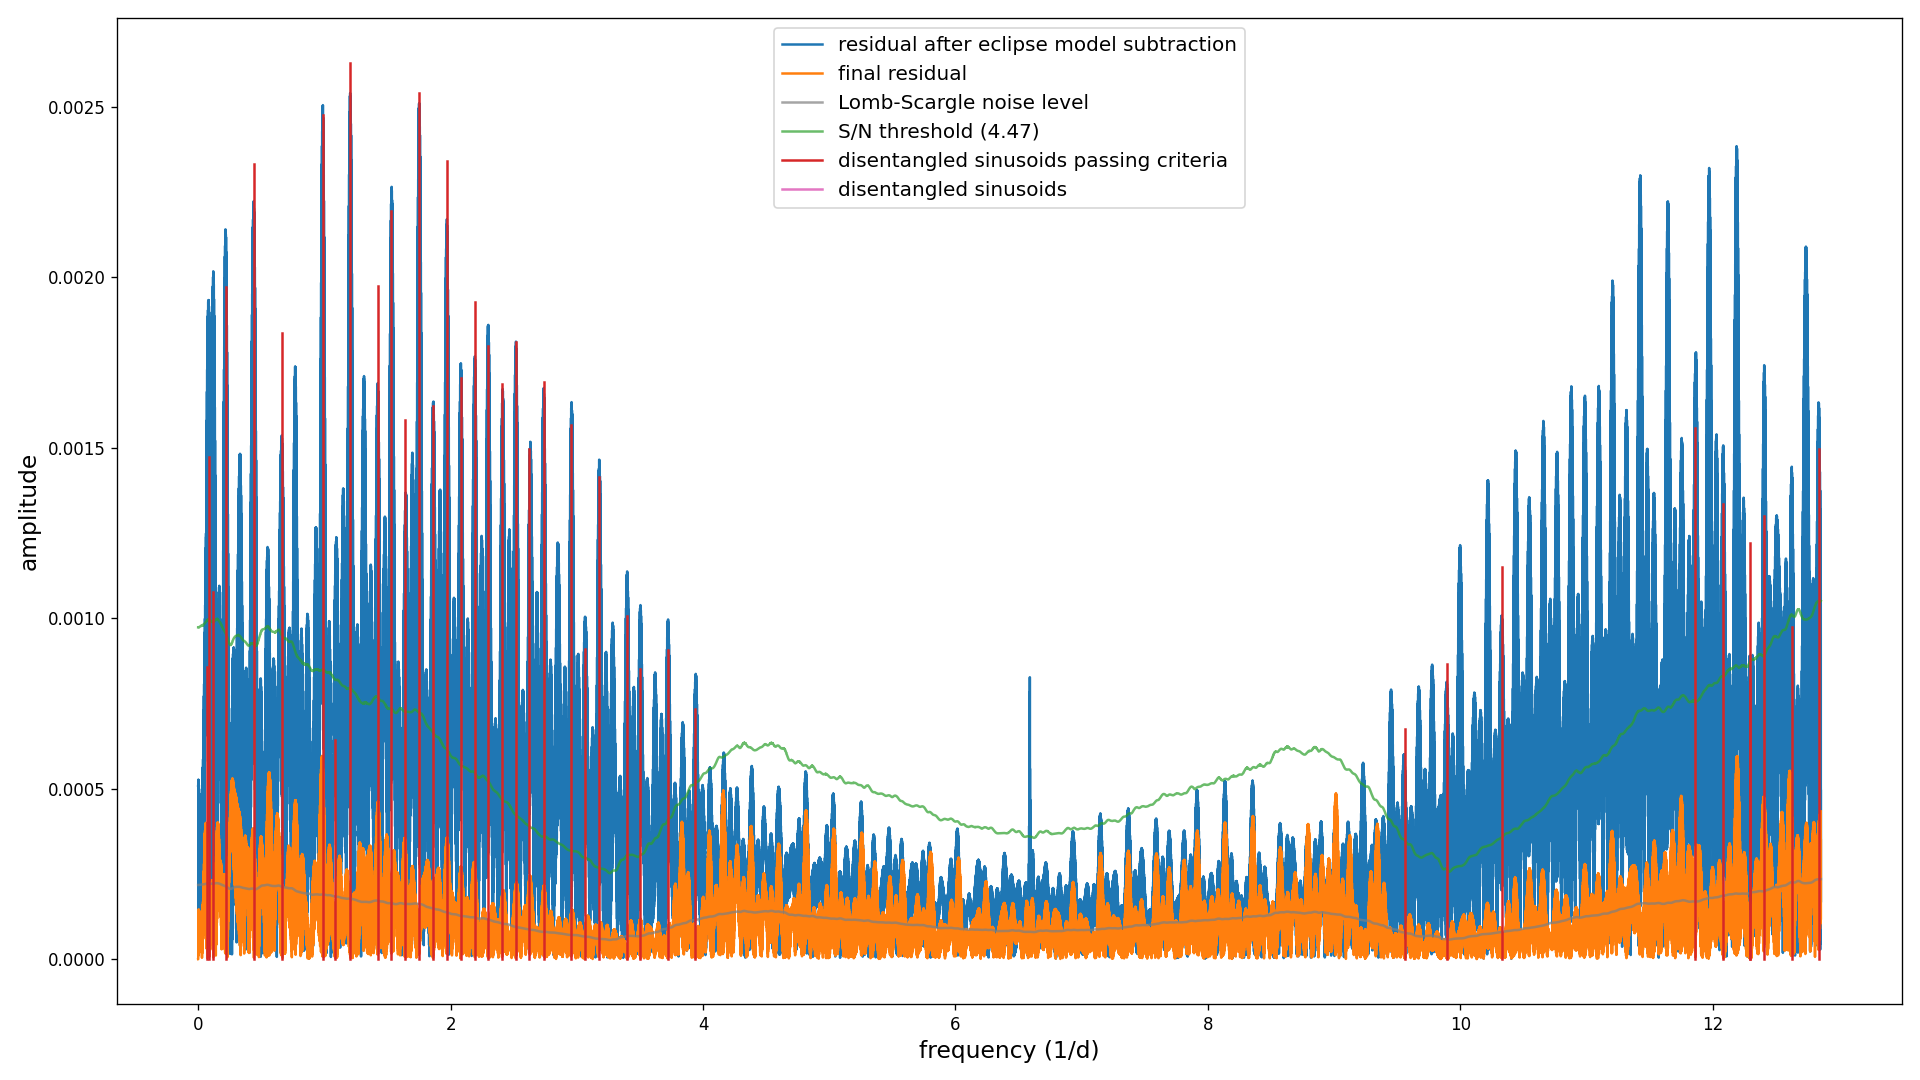 residual after eclipse model subtraction
final residual
Lomb-Scargle noise level
S/N threshold (4.47)
disentangled sinusoids passing criteria
disentangled sinusoids
amplitude
0.0025
0.0020
0.0015
0.0010
0.0005
0.0000
0 2 4 6 8 10 12
frequency (1/d)